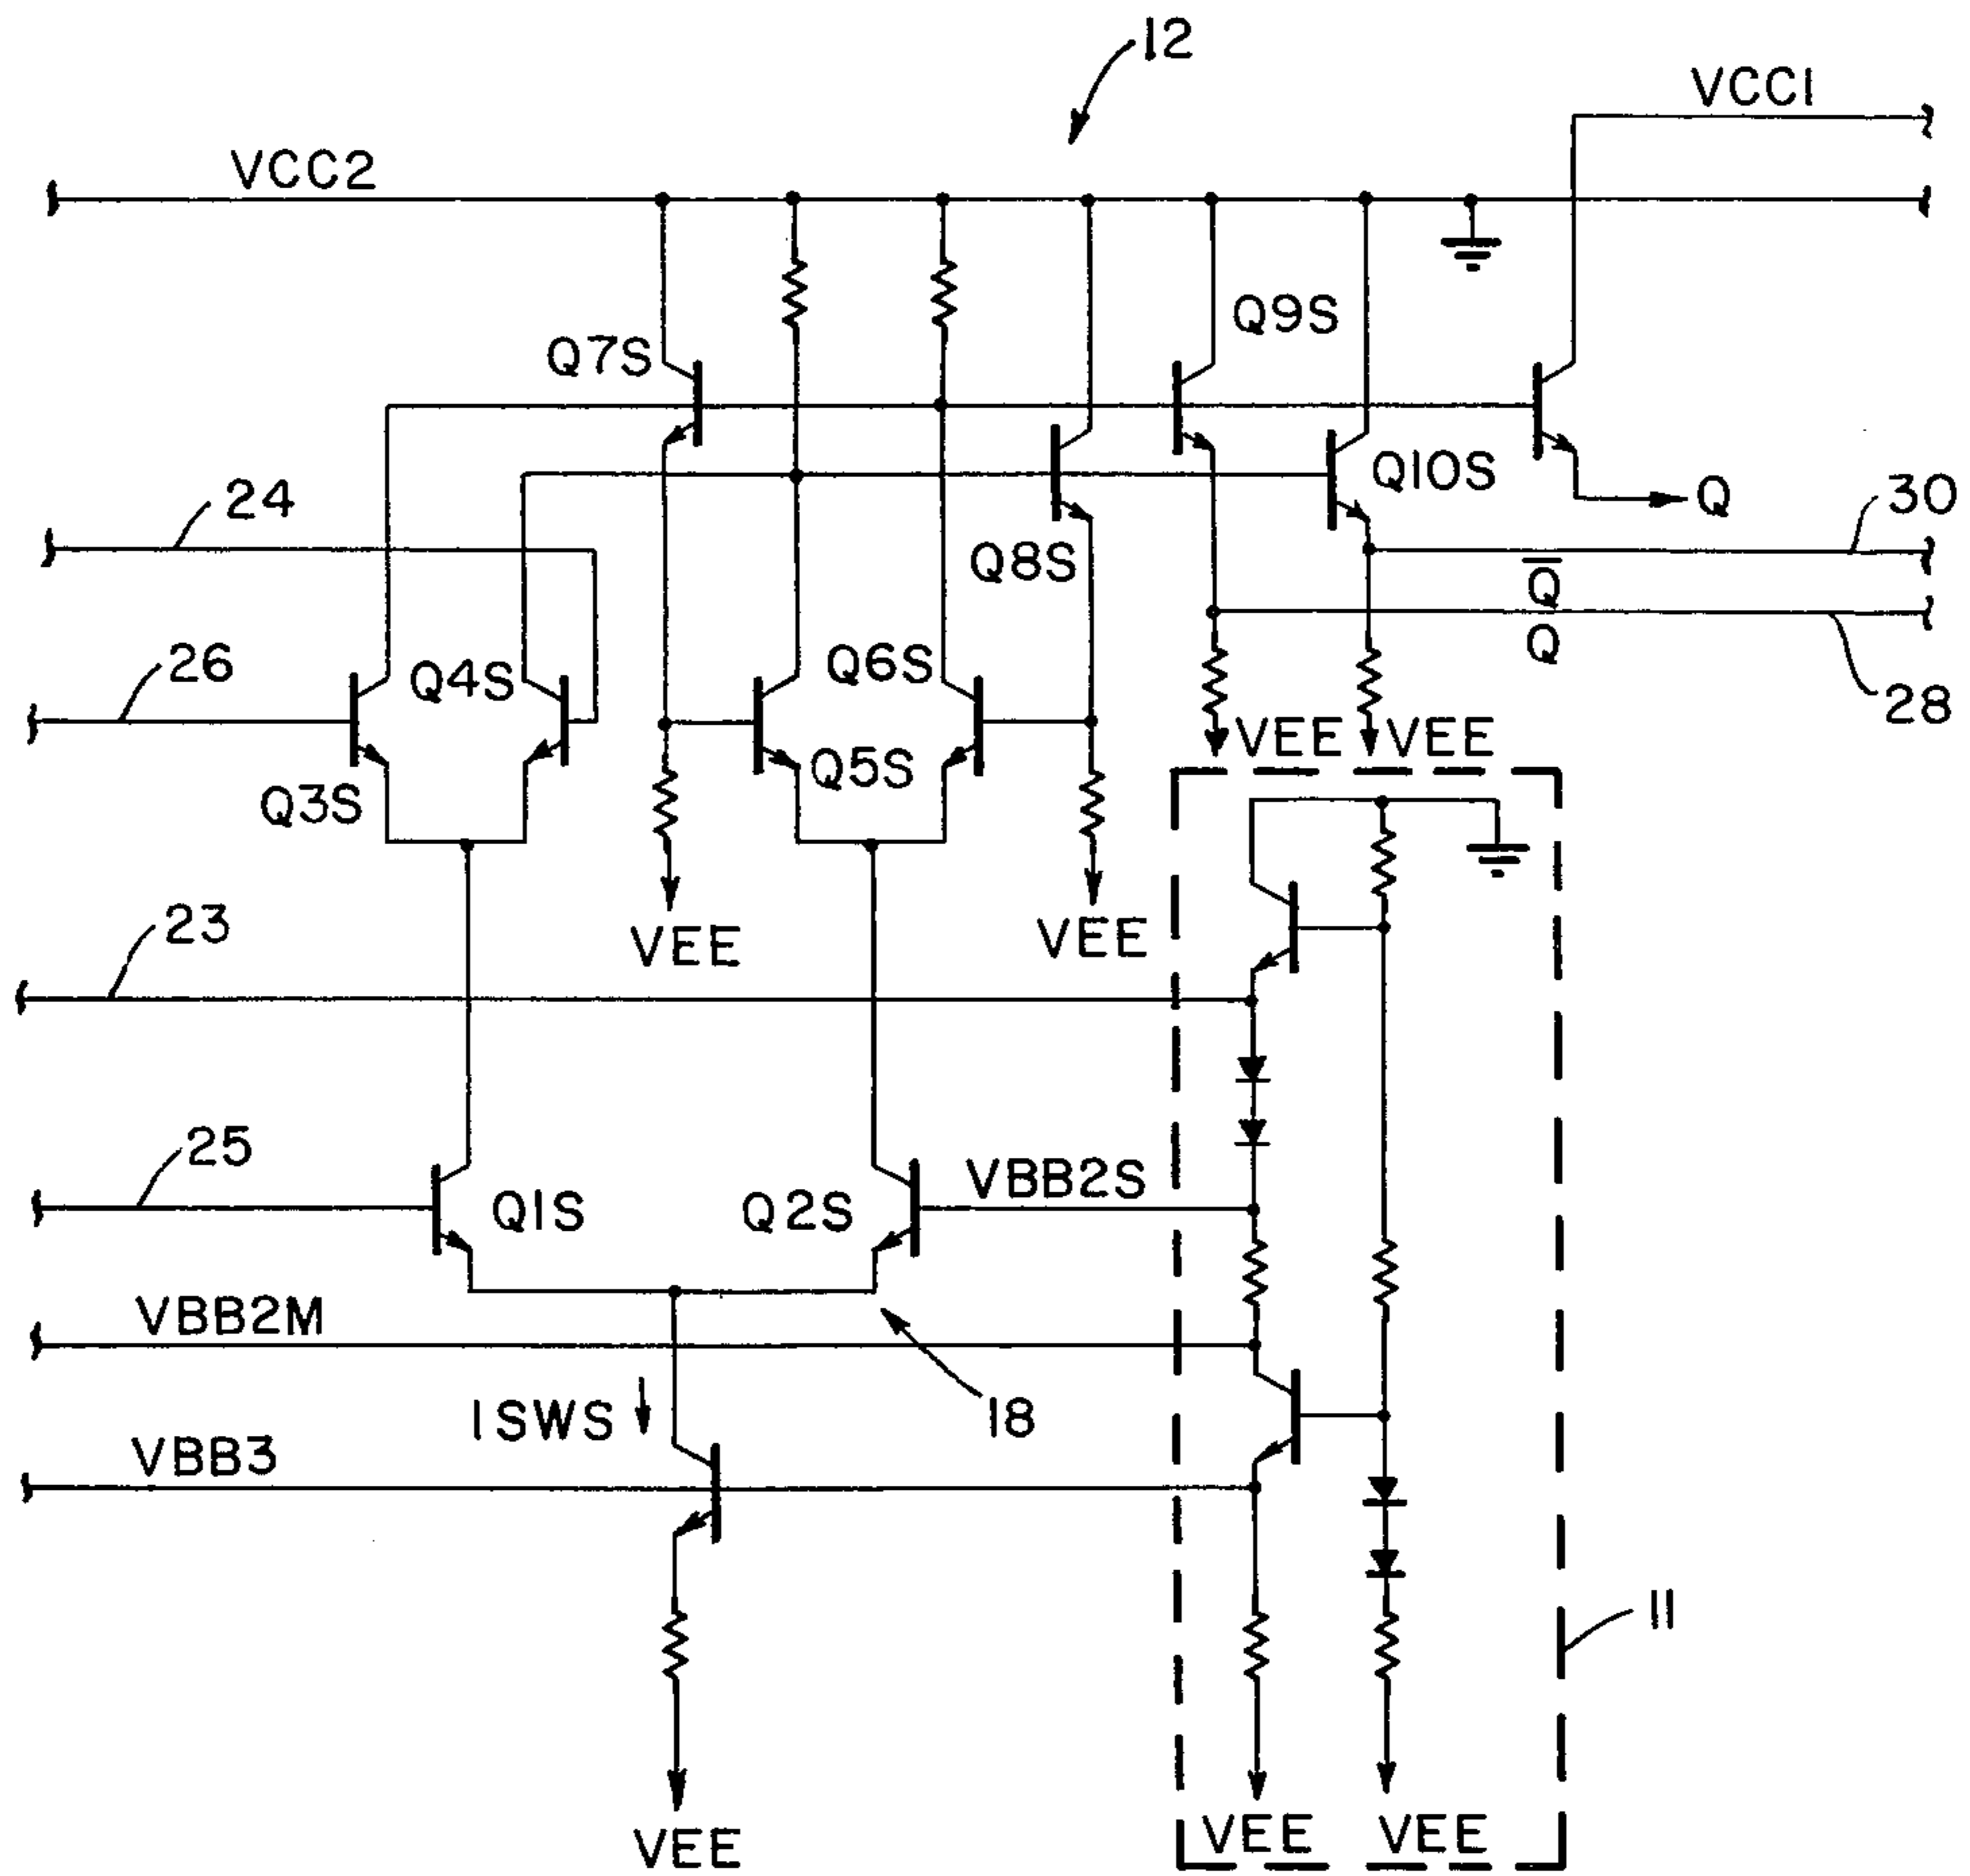 12
VCC1
VCC2
Q9S
Q7S
Q10S
24
Q
30
Q8S
Q̅
Q
26
Q4S
Q6S
28
VEE
VEE
Q5S
Q3S
23
VEE
VEE
25
VBB2S
Q1S
Q2S
VBB2M
ISWS
18
VBB3
11
VEE
VEE
VEE